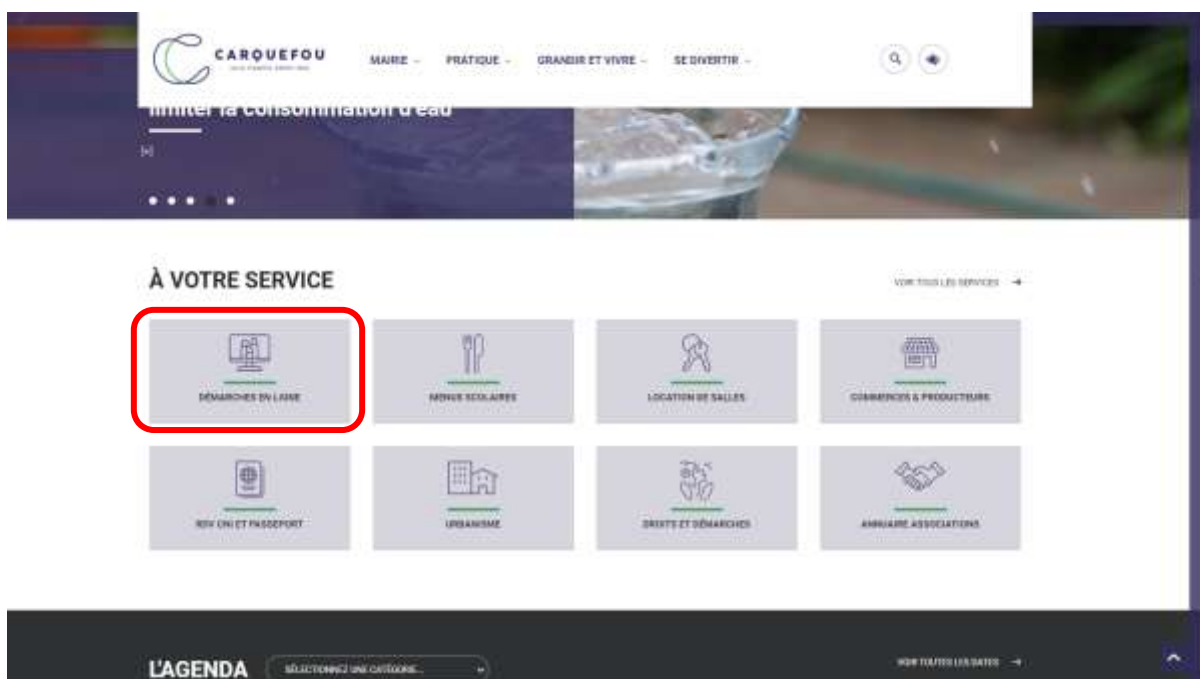 CARQUEFOU
MAIRIE
PRATIQUE
GRANDIR ET VIVRE
SE DIVERTIR
limiter la consommation d'eau
[+]
À VOTRE SERVICE
VOIR TOUS LES SERVICES
DÉMARCHES EN LIGNE
MENUS SCOLAIRES
LOCATION DE SALLES
COMMERCES & PRODUCTEURS
RDV CNI ET PASSEPORT
URBANISME
DROITS ET DÉMARCHES
ANNUAIRE ASSOCIATIONS
L'AGENDA
SÉLECTIONNEZ UNE CATÉGORIE...
VOIR TOUTES LES DATES